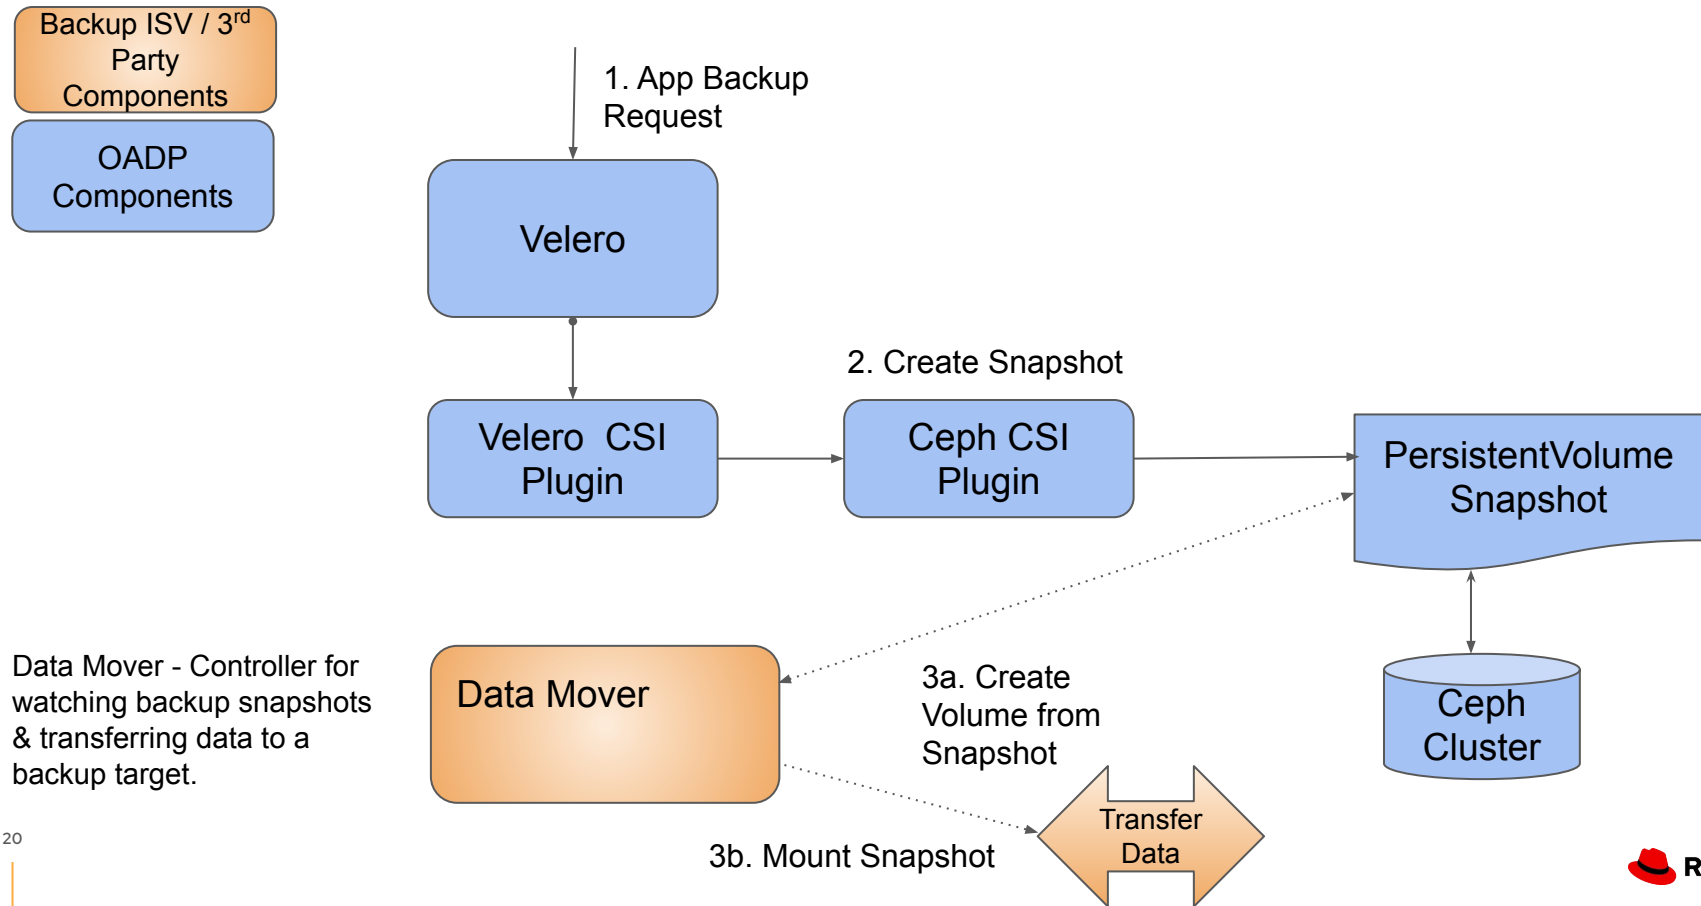 Backup ISV / 3rd
Party
Components
OADP
Components
1. App Backup
Request
Velero
2. Create Snapshot
Velero  CSI
Plugin
Ceph CSI
Plugin
PersistentVolume
Snapshot
Data Mover - Controller for
watching backup snapshots
& transferring data to a
backup target.
Data Mover
3a. Create
Volume from
Snapshot
Ceph
Cluster
Transfer
Data
3b. Mount Snapshot
20
R